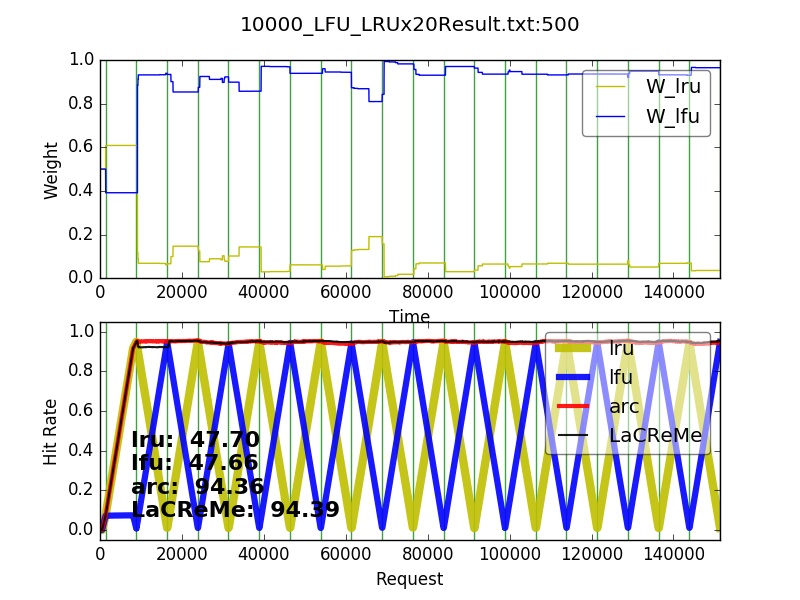 10000_LFU_LRUx20Result.txt:500
1.0
0.8
0.6
0.4
0.2
0.0
Weight
W_lru
W_lfu
0 20000 40000 60000 80000 100000 120000 140000
Time
1.0
0.8
0.6
0.4
0.2
0.0
Hit Rate
lru
lfu
arc
LaCReMe
lru: 47.70
lfu: 47.66
arc: 94.36
LaCReMe: 94.39
0 20000 40000 60000 80000 100000 120000 140000
Request